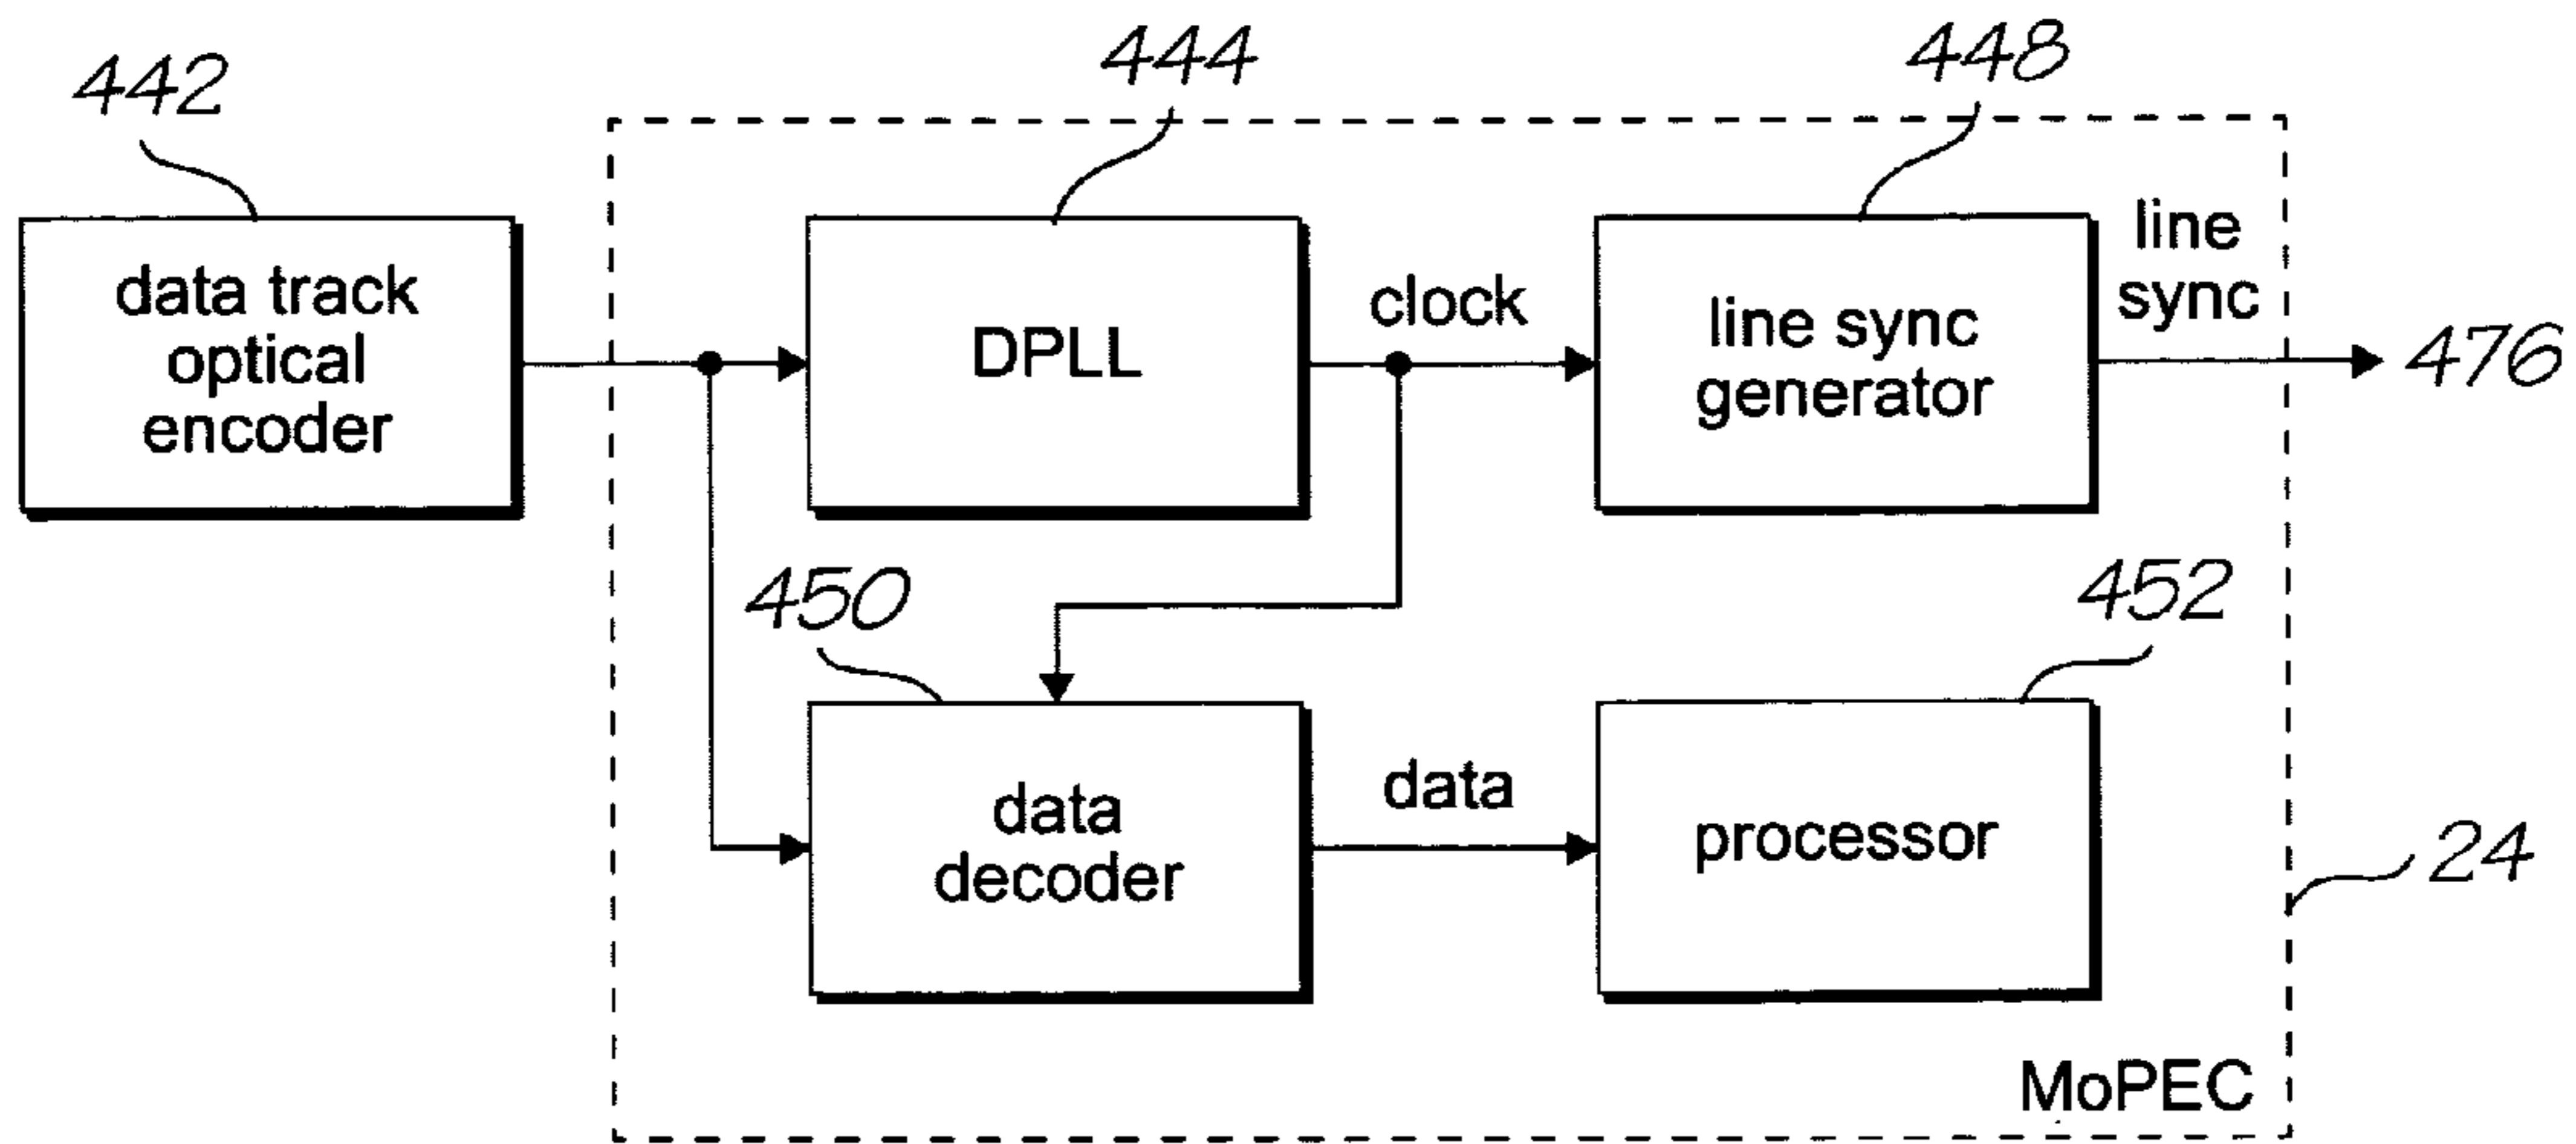 442
444
448
data track
optical
encoder
DPLL
clock
line sync
generator
line
sync
476
450
452
data
decoder
data
processor
24
MoPEC